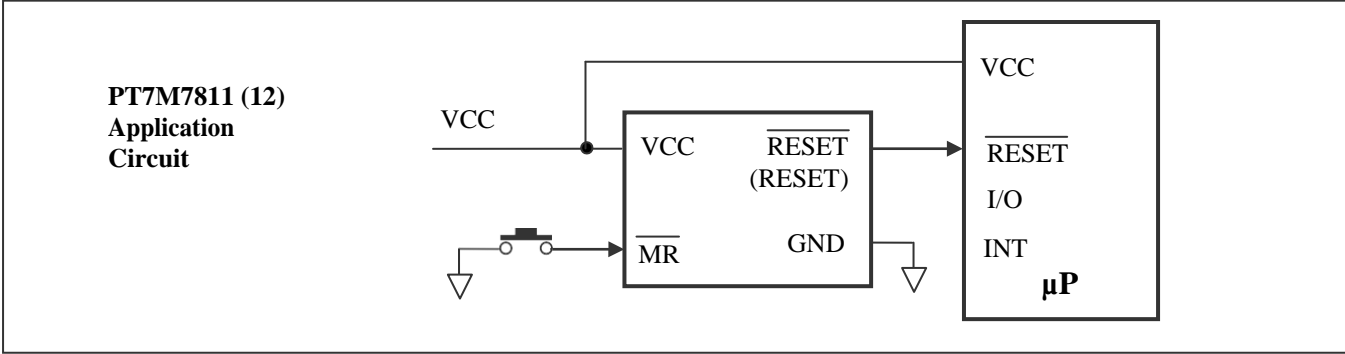 PT7M7811 (12)
Application
Circuit
VCC
VCC
RESET
(RESET)
MR
GND
VCC
RESET
I/O
INT
µP